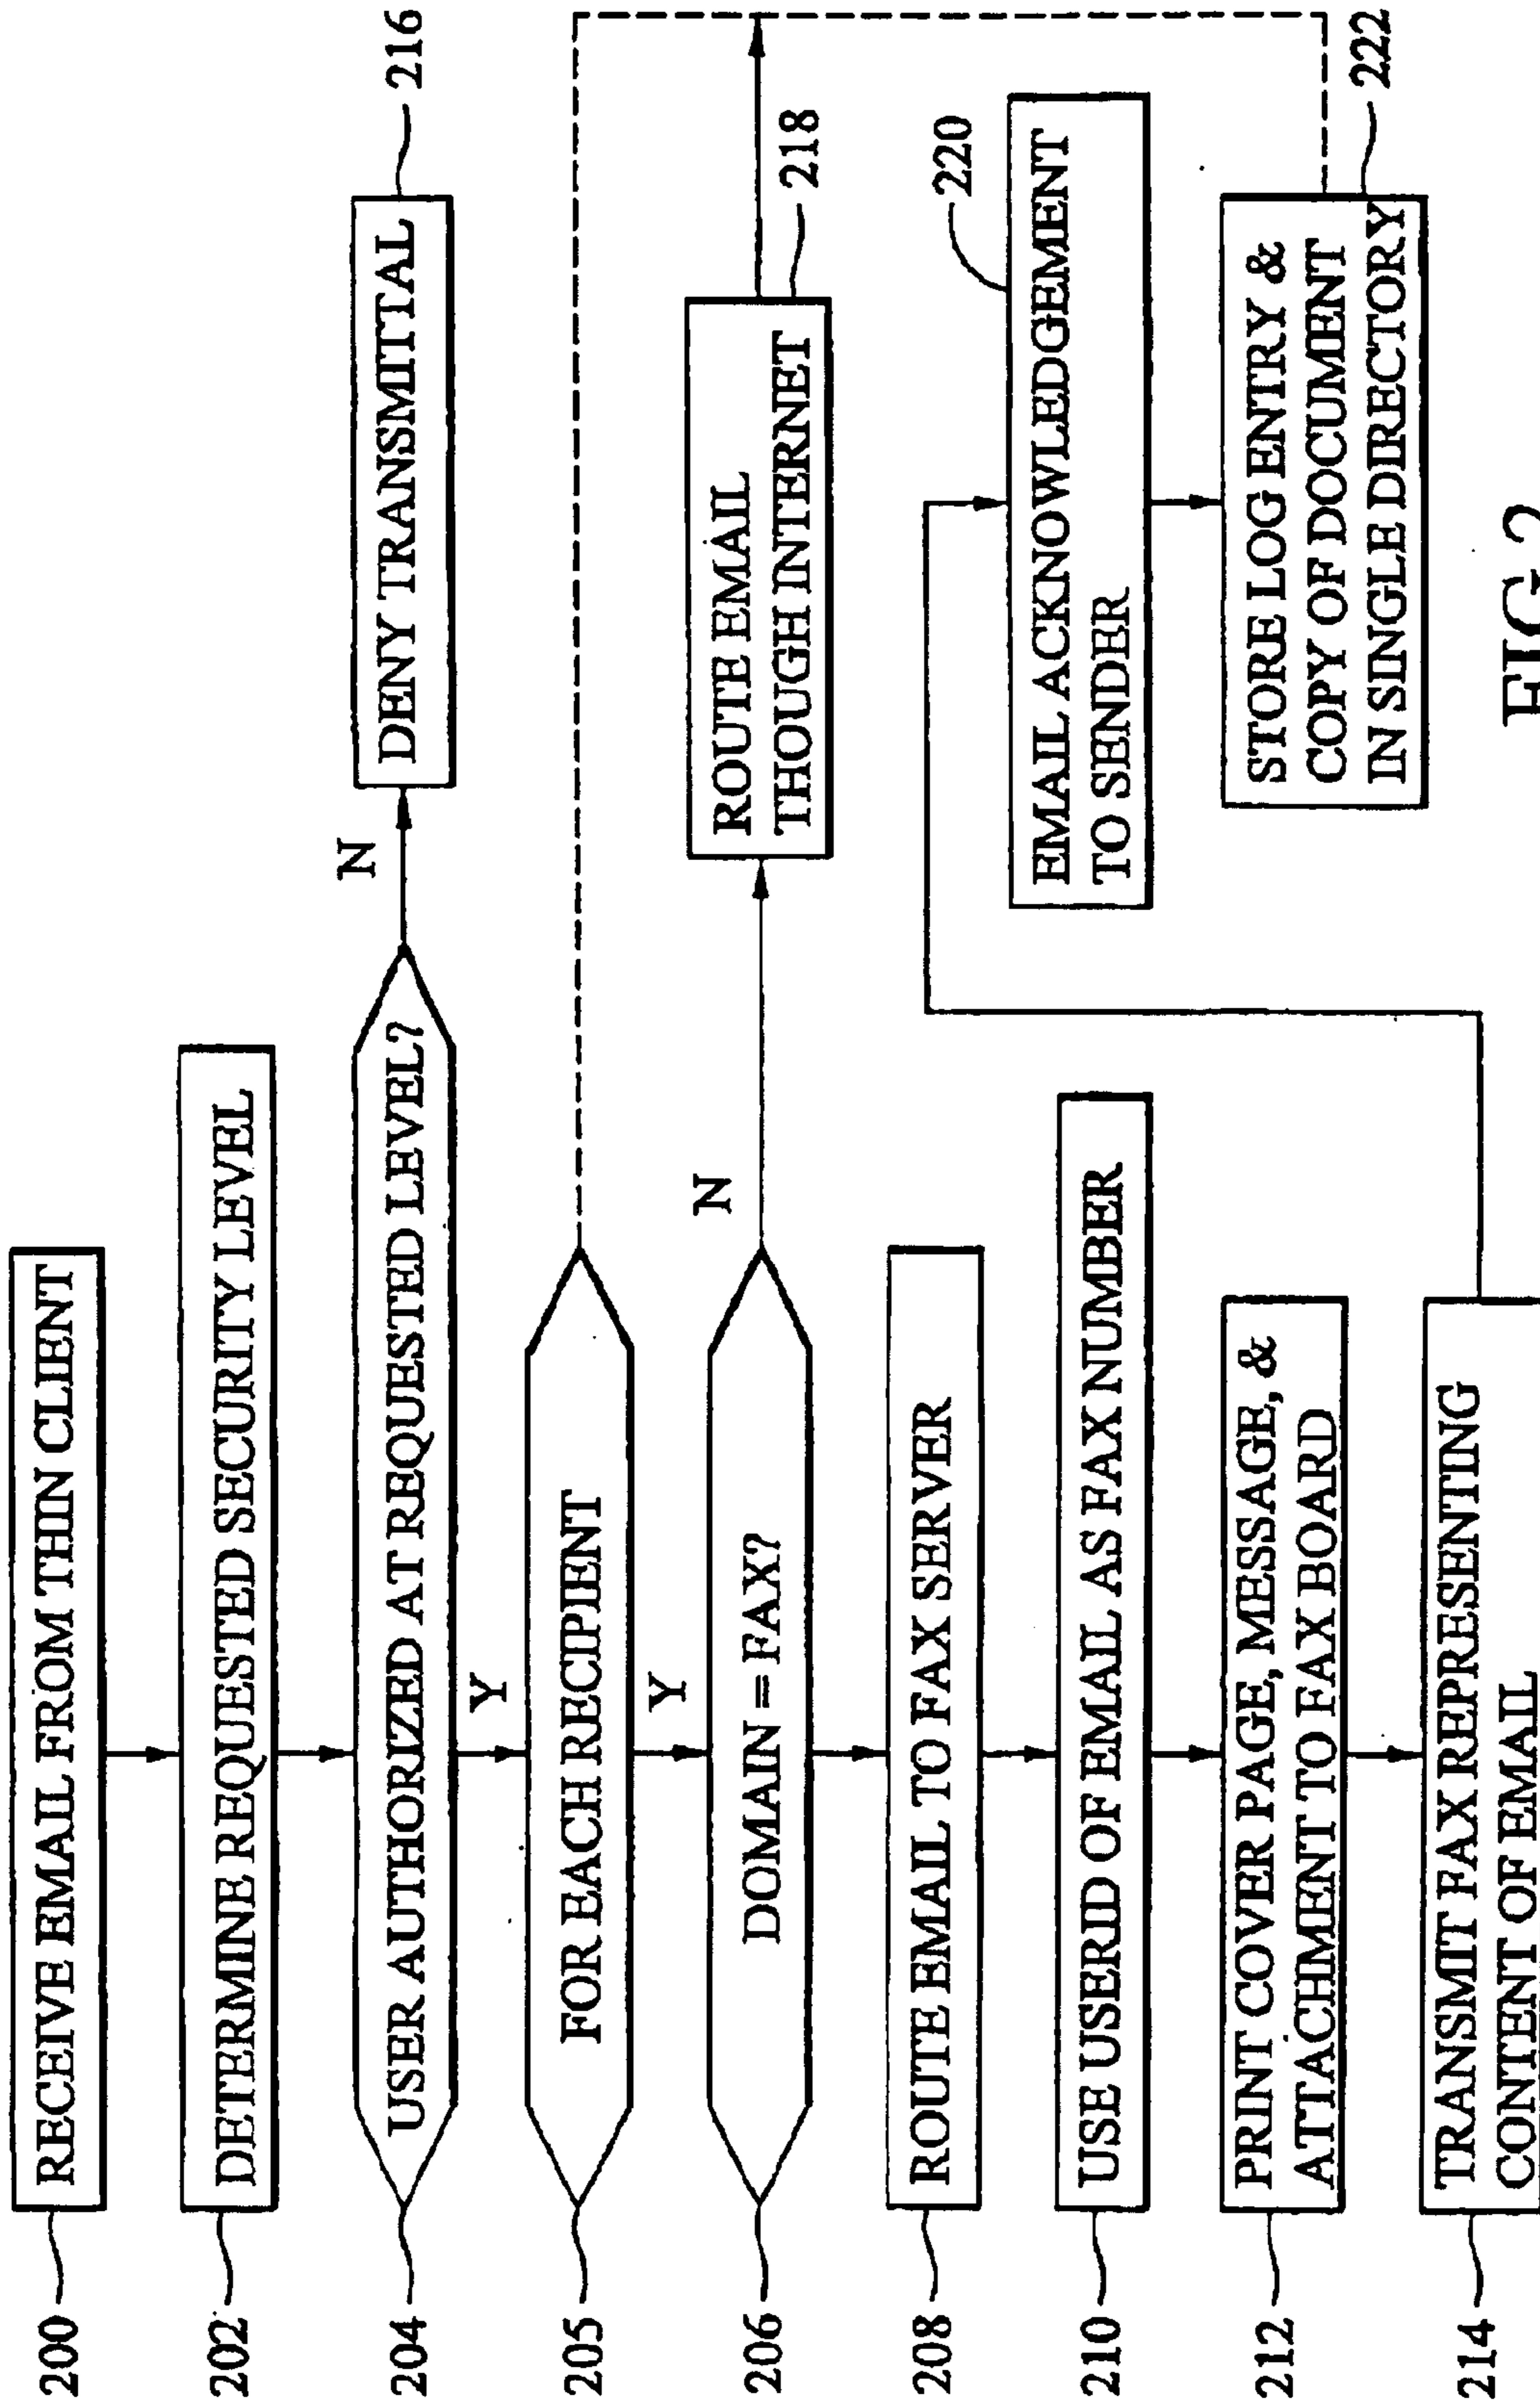 200
RECEIVE EMAIL FROM THIN CLIENT
202
DETERMINE REQUESTED SECURITY LEVEL
204
USER AUTHORIZED AT REQUESTED LEVEL?
N
DENY TRANSMITTAL
216
Y
205
FOR EACH RECIPIENT
Y
206
DOMAIN = FAX?
N
ROUTE EMAIL
THOUGH INTERNET
218
208
ROUTE EMAIL TO FAX SERVER
210
USE USERID OF EMAIL AS FAX NUMBER
212
PRINT COVER PAGE, MESSAGE, &
ATTACHMENT TO FAX BOARD
214
TRANSMIT FAX REPRESENTING
CONTENT OF EMAIL
220
EMAIL ACKNOWLEDGEMENT
TO SENDER
STORE LOG ENTRY &
COPY OF DOCUMENT
IN SINGLE DIRECTORY
222
FIG 2